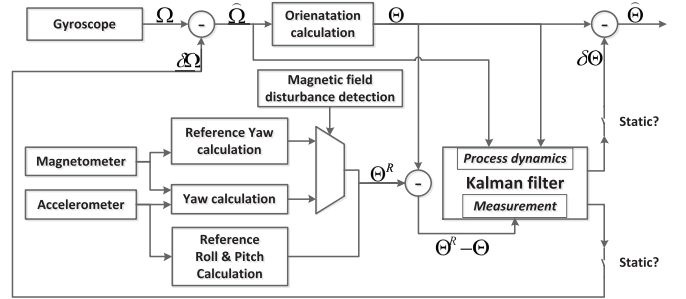 Gyroscope
Ω
-
Ω̂
Orienatation
calculation
Θ
-
Θ̂
δΩ
δΘ
Magnetic field
disturbance detection
Static?
Reference Yaw
calculation
Magnetometer
Process dynamics
Kalman filter
Measurement
Θ^R
-
Yaw calculation
Accelerometer
Reference
Roll & Pitch
Calculation
Θ^R−Θ
Static?